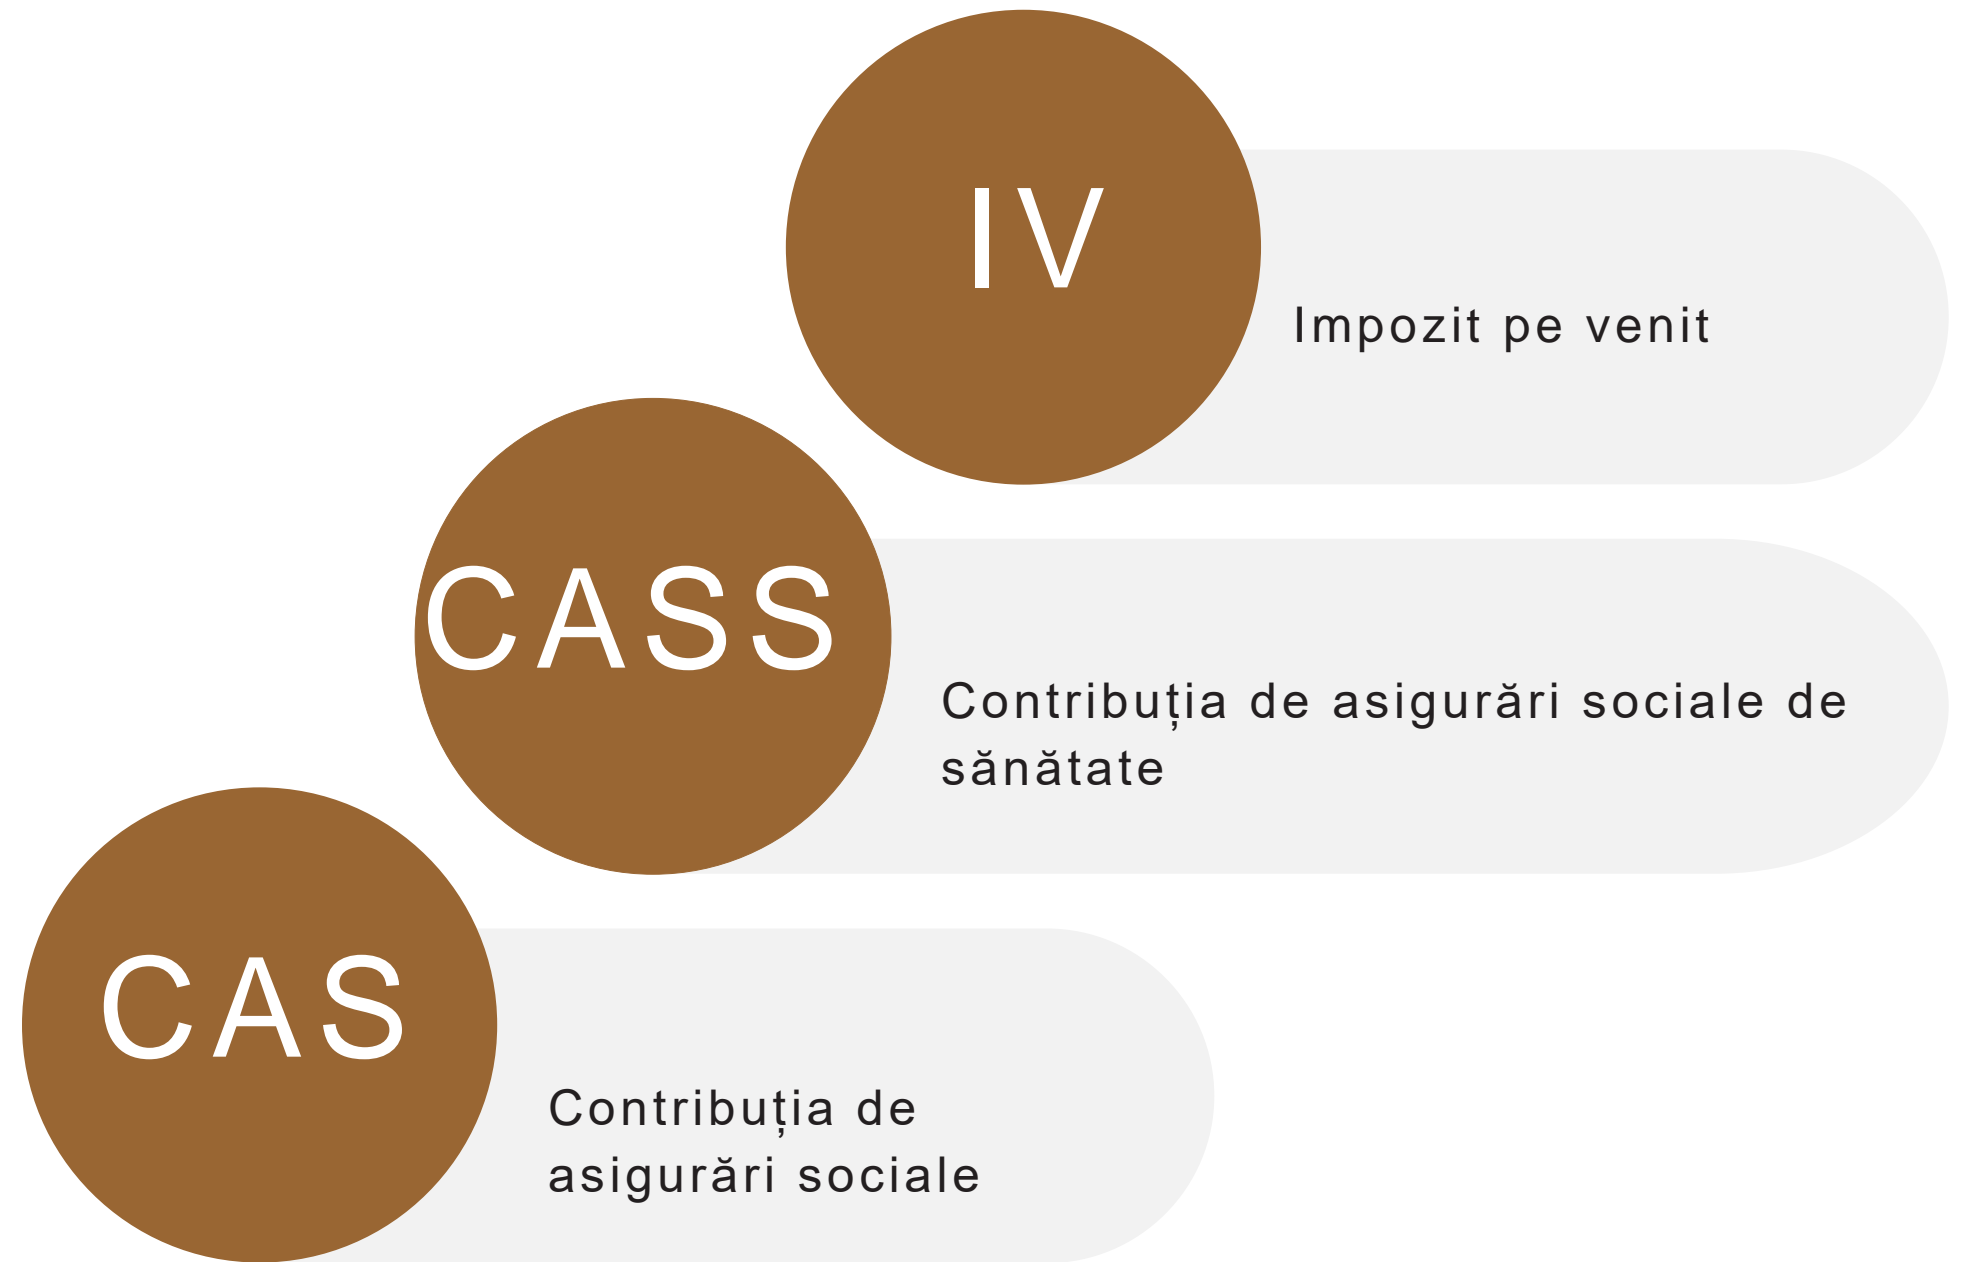 IV
Impozit pe venit
CASS
Contribuția de asigurări sociale de
sănătate
CAS
Contribuția de
asigurări sociale